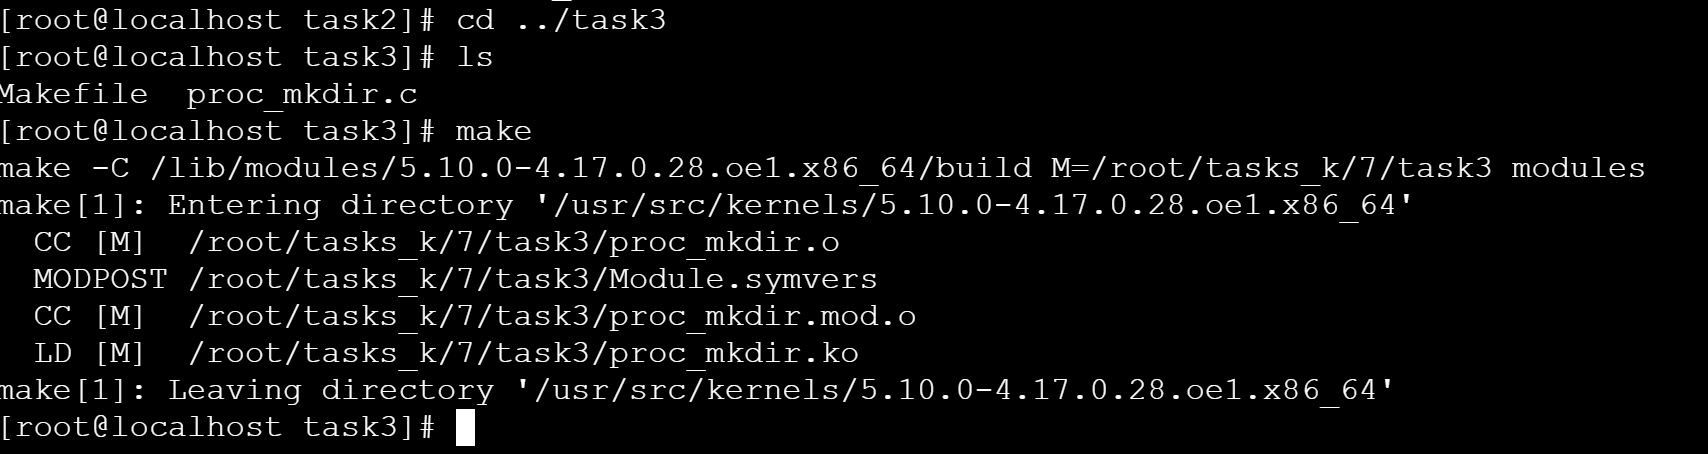 [root@localhost task2]# cd ../task3
[root@localhost task3]# ls
Makefile  proc_mkdir.c
[root@localhost task3]# make
make -C /lib/modules/5.10.0-4.17.0.28.oe1.x86_64/build M=/root/tasks_k/7/task3 modules
make[1]: Entering directory '/usr/src/kernels/5.10.0-4.17.0.28.oe1.x86_64'
  CC [M]  /root/tasks_k/7/task3/proc_mkdir.o
  MODPOST /root/tasks_k/7/task3/Module.symvers
  CC [M]  /root/tasks_k/7/task3/proc_mkdir.mod.o
  LD [M]  /root/tasks_k/7/task3/proc_mkdir.ko
make[1]: Leaving directory '/usr/src/kernels/5.10.0-4.17.0.28.oe1.x86_64'
[root@localhost task3]#